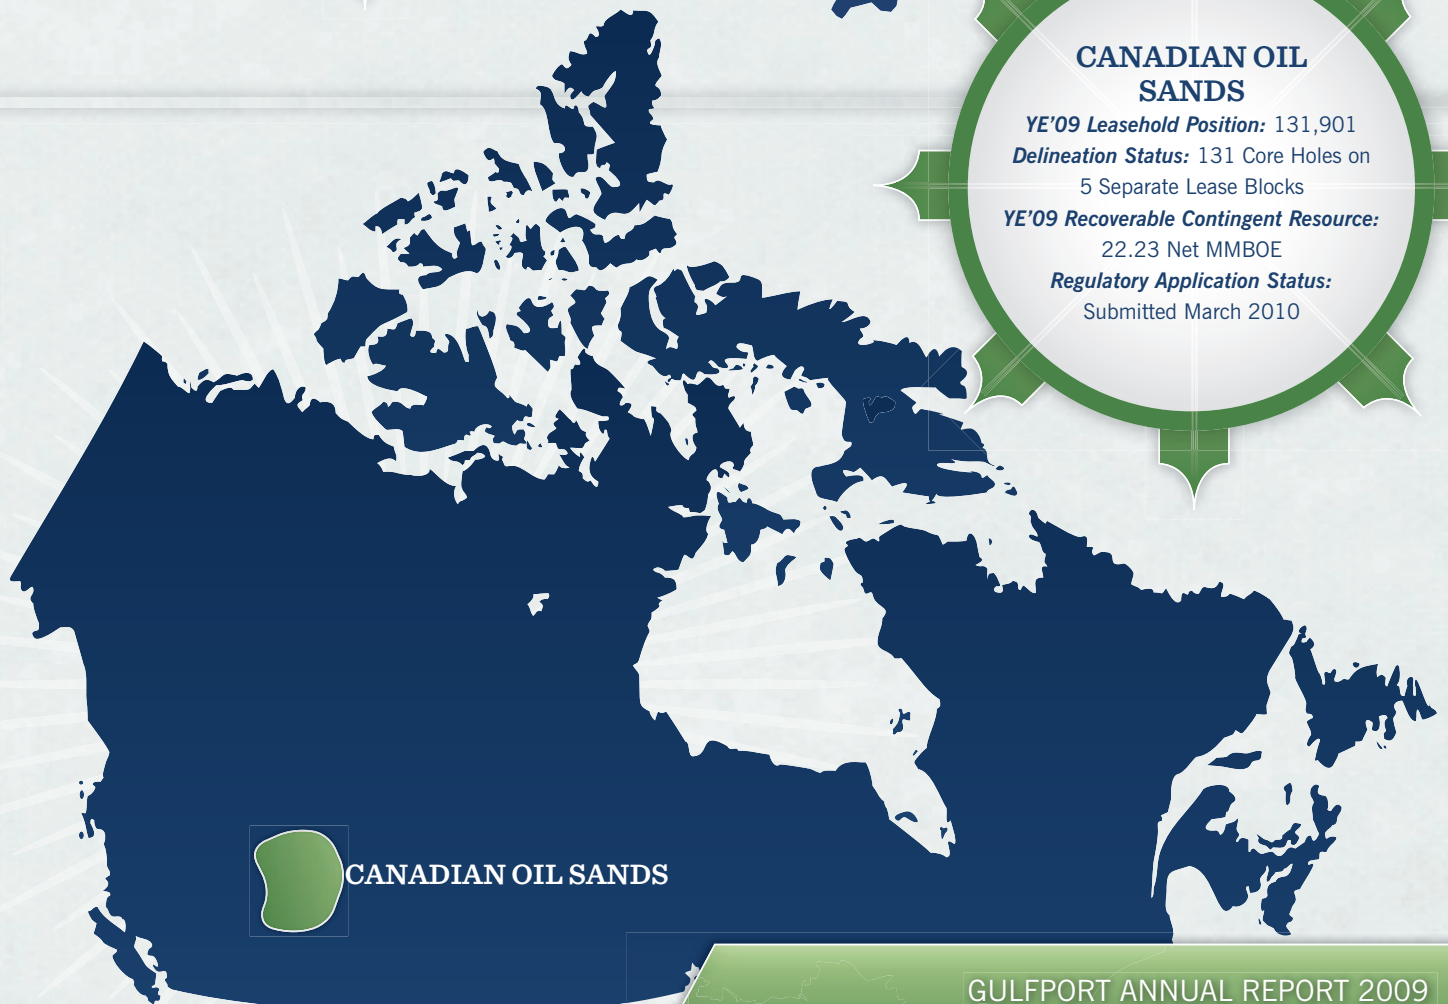 CANADIAN OIL
SANDS
YE’09 Leasehold Position: 131,901
Delineation Status: 131 Core Holes on
5 Separate Lease Blocks
YE’09 Recoverable Contingent Resource:
22.23 Net MMBOE
Regulatory Application Status:
Submitted March 2010
CANADIAN OIL SANDS
GULFPORT ANNUAL REPORT 2009